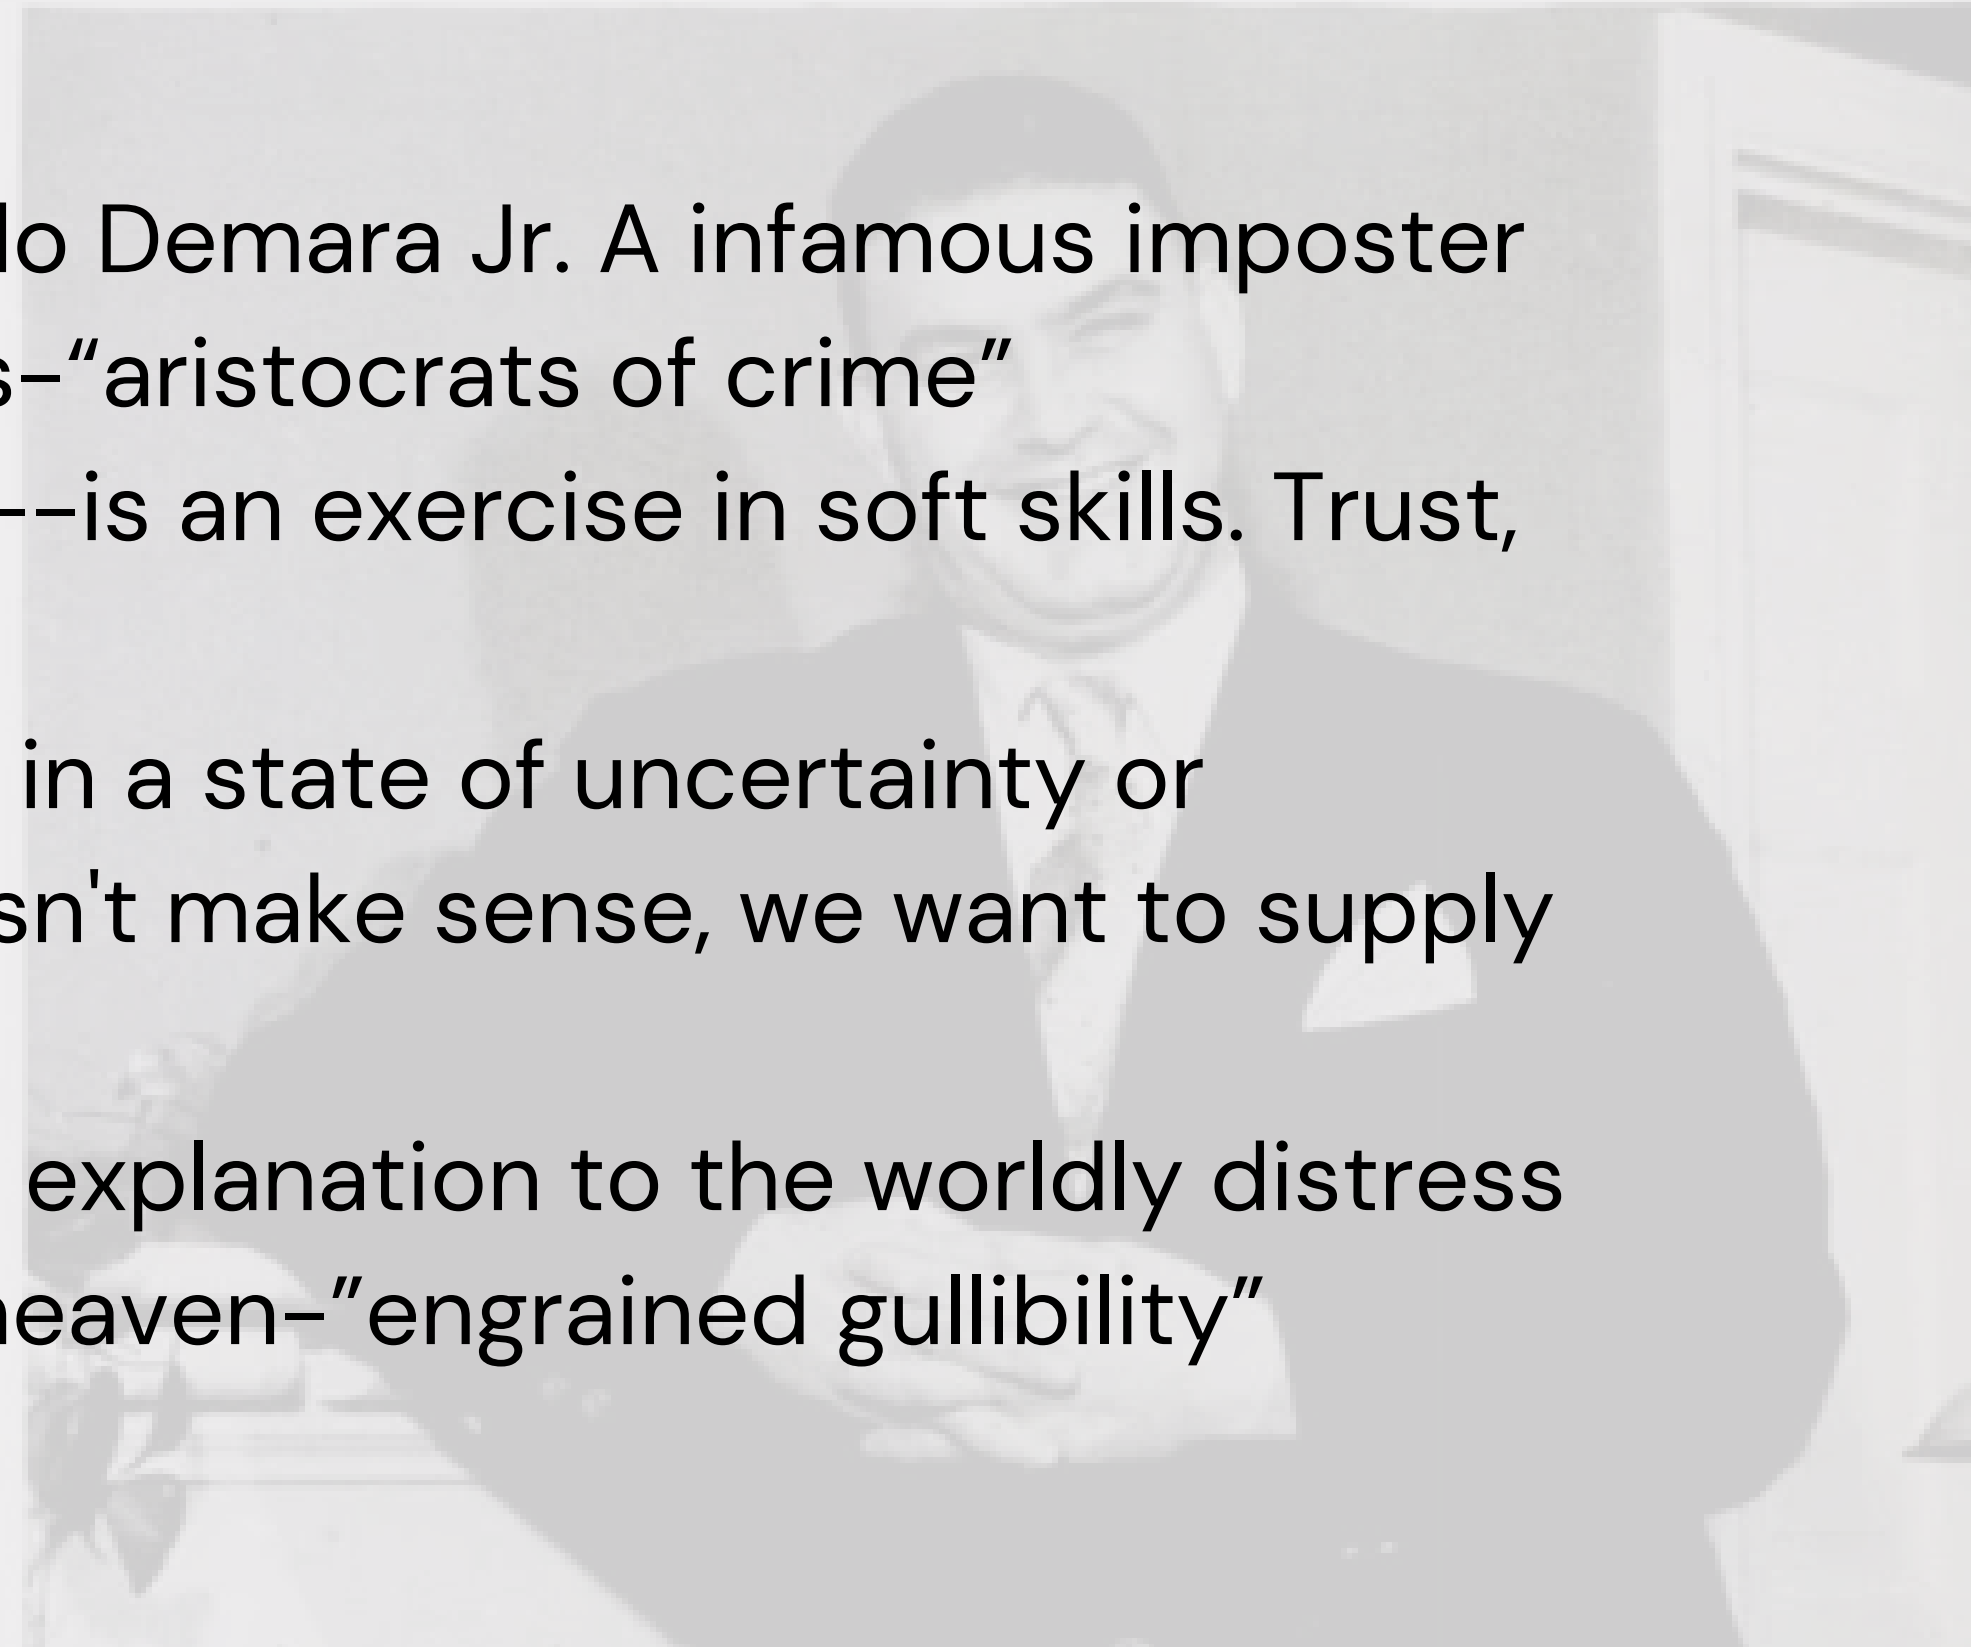 lo Demara Jr. A infamous imposter
s-“aristocrats of crime”
--is an exercise in soft skills. Trust,
in a state of uncertainty or
sn't make sense, we want to supply
explanation to the worldly distress
heaven-”engrained gullibility”